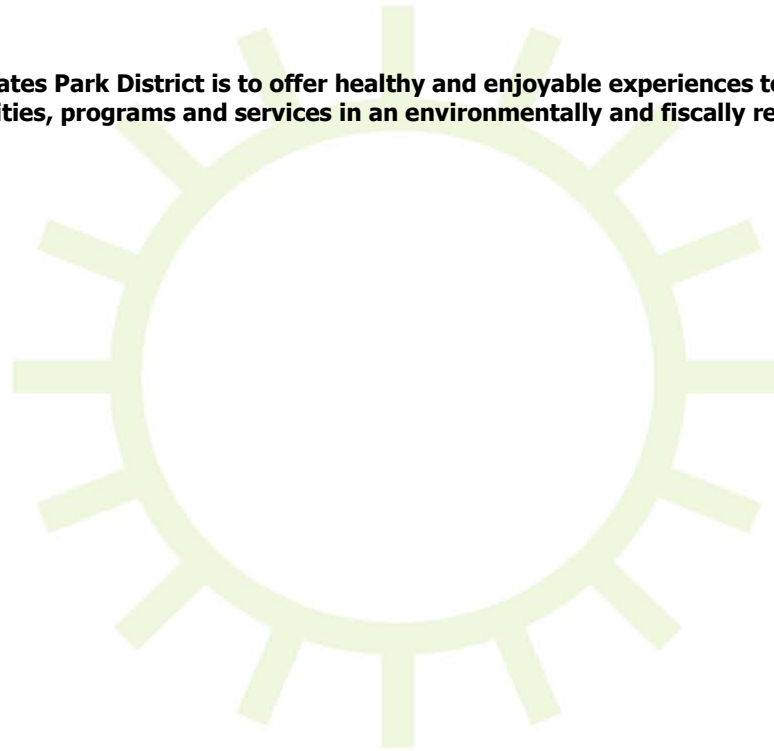 ates Park District is to offer healthy and enjoyable experiences to
ities, programs and services in an environmentally and fiscally re